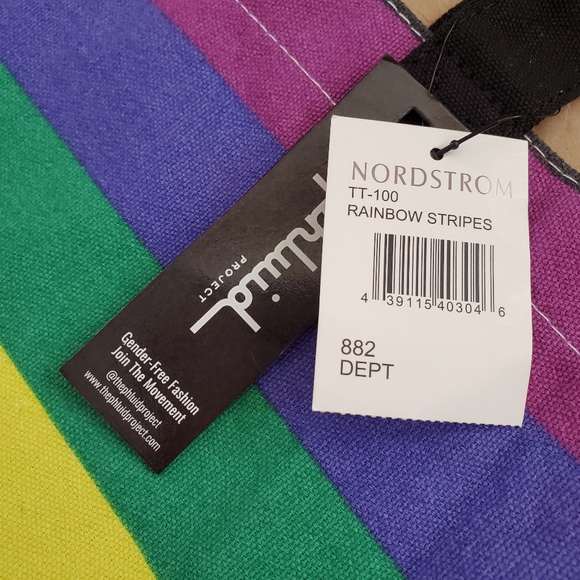 NORDSTROM
TT-100
RAINBOW STRIPES
4 39115 40304 6
882
DEPT
phluid
PROJECT
Gender-Free Fashion
Join The Movement
@thephluidproject
www.thephluidproject.com